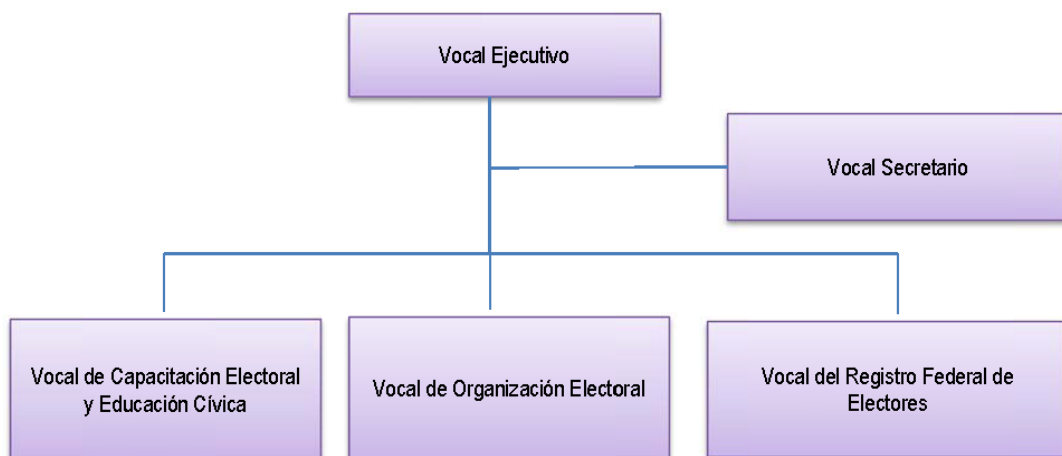 Vocal Ejecutivo
Vocal Secretario
Vocal de Capacitación Electoral
y Educación Cívica
Vocal de Organización Electoral
Vocal del Registro Federal de
Electores